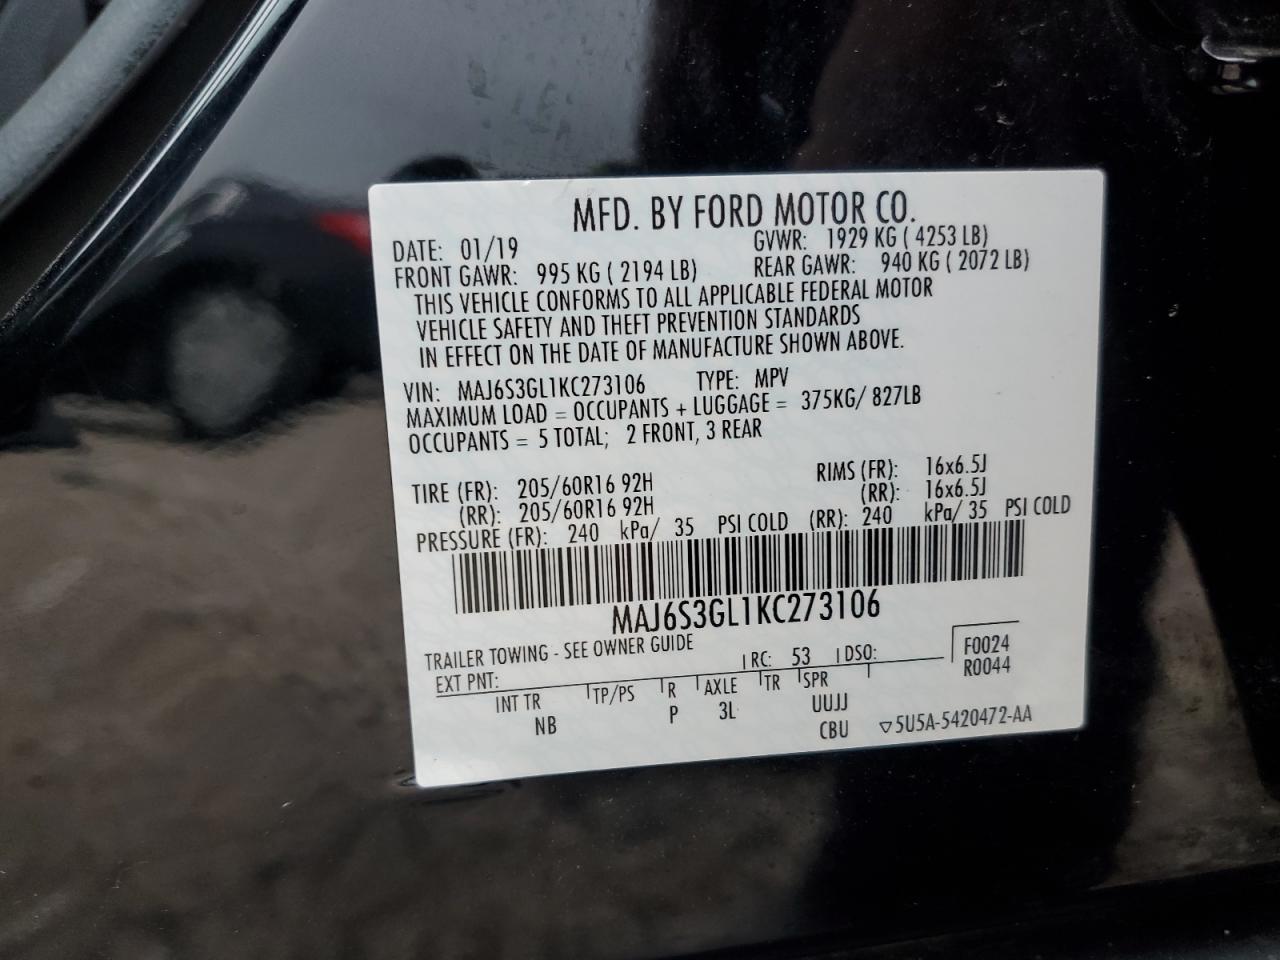 MFD. BY FORD MOTOR CO.
DATE: 01/19 GVWR: 1929 KG ( 4253 LB)
FRONT GAWR: 995 KG ( 2194 LB) REAR GAWR: 940 KG ( 2072 LB)
THIS VEHICLE CONFORMS TO ALL APPLICABLE FEDERAL MOTOR
VEHICLE SAFETY AND THEFT PREVENTION STANDARDS
IN EFFECT ON THE DATE OF MANUFACTURE SHOWN ABOVE.
VIN: MAJ6S3GL1KC273106 TYPE: MPV
MAXIMUM LOAD = OCCUPANTS + LUGGAGE = 375KG/ 827LB
OCCUPANTS = 5 TOTAL; 2 FRONT, 3 REAR
TIRE (FR): 205/60R16 92H RIMS (FR): 16x6.5J
(RR): 205/60R16 92H (RR): 16x6.5J
PRESSURE (FR): 240 kPa/ 35 PSI COLD (RR): 240 kPa/ 35 PSI COLD
MAJ6S3GL1KC273106
TRAILER TOWING - SEE OWNER GUIDE
EXT PNT: RC: 53 DSO: F0024
R0044
INT TR TP/PS R AXLE TR SPR
NB P 3L UUJJ
CBU ▽5U5A-5420472-AA